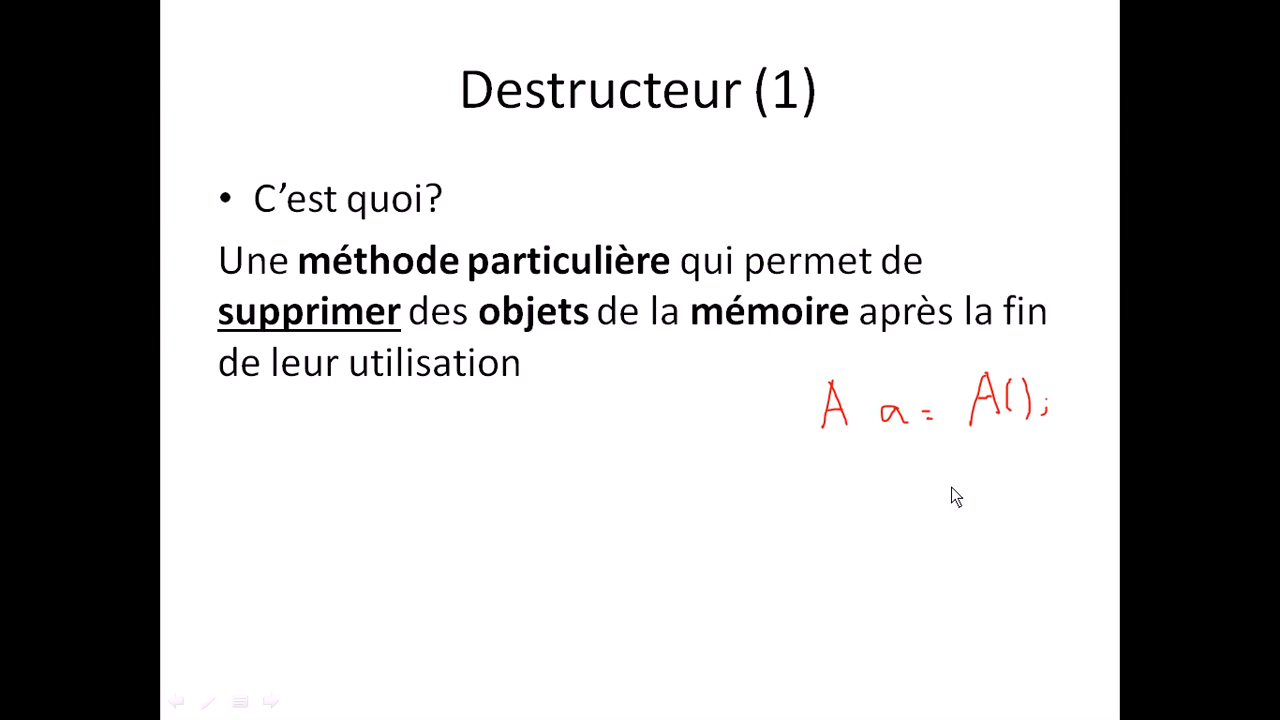 Destructeur (1)
• C’est quoi?
Une méthode particulière qui permet de
supprimer des objets de la mémoire après la fin
de leur utilisation
A a = A();